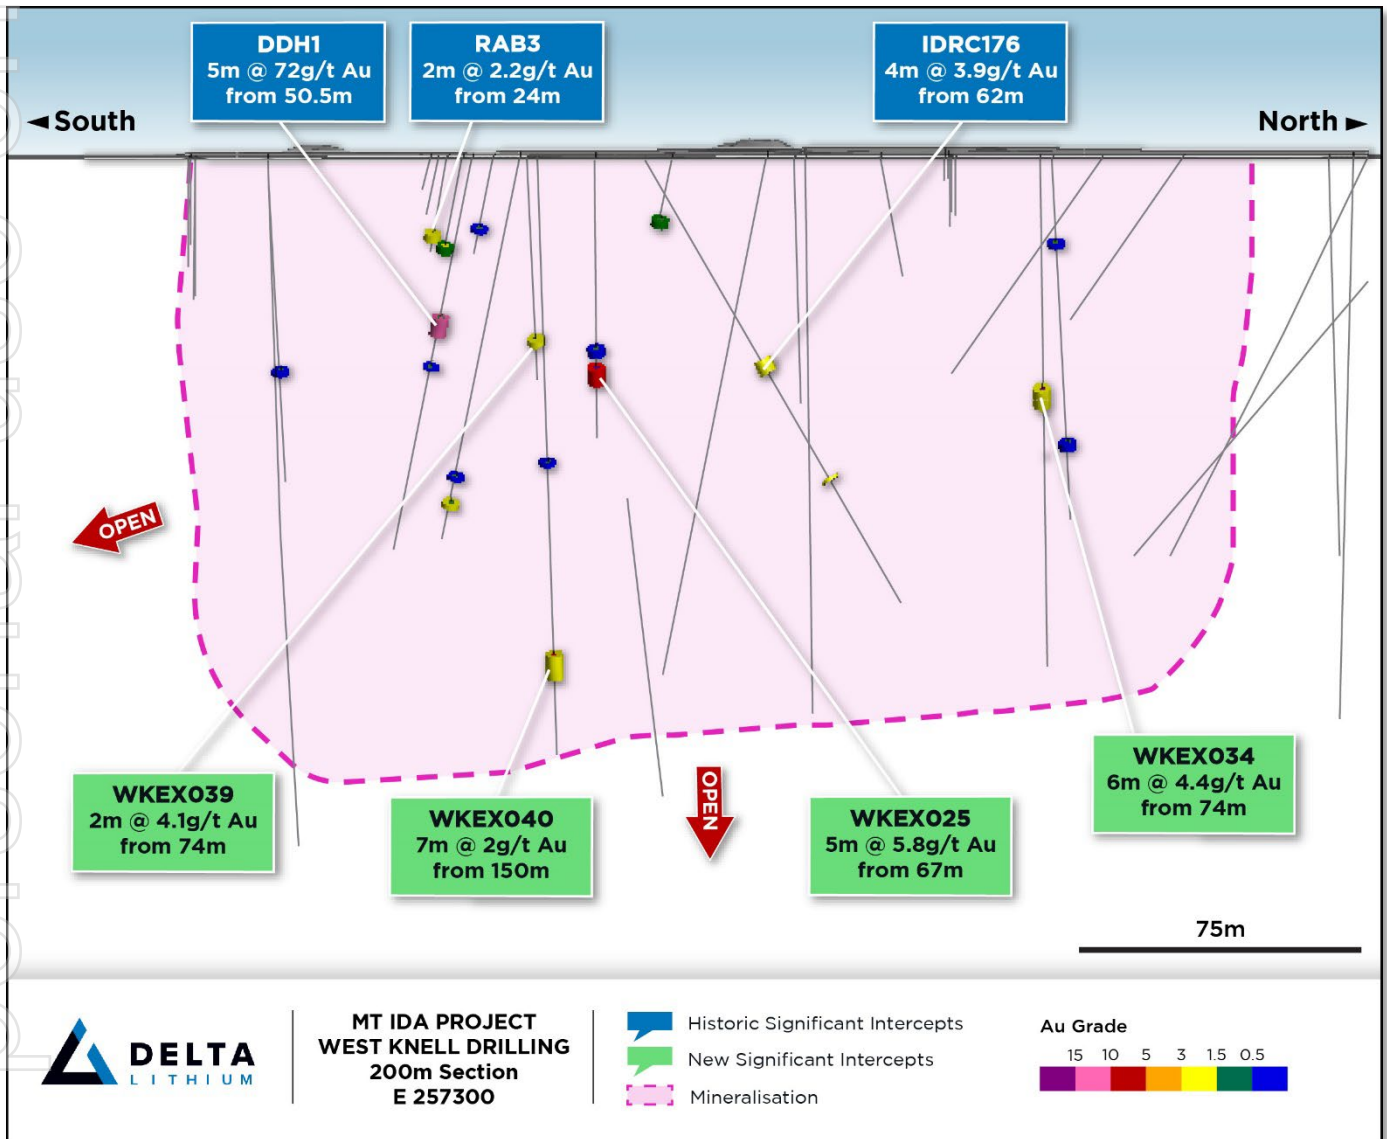 DDH1
5m @ 72g/t Au
from 50.5m
RAB3
2m @ 2.2g/t Au
from 24m
IDRC176
4m @ 3.9g/t Au
from 62m
◄ South
North ►
OPEN
OPEN
WKEX039
2m @ 4.1g/t Au
from 74m
WKEX040
7m @ 2g/t Au
from 150m
WKEX025
5m @ 5.8g/t Au
from 67m
WKEX034
6m @ 4.4g/t Au
from 74m
75m
DELTA
LITHIUM
MT IDA PROJECT
WEST KNELL DRILLING
200m Section
E 257300
Historic Significant Intercepts
New Significant Intercepts
Mineralisation
Au Grade
15 10 5 3 1.5 0.5